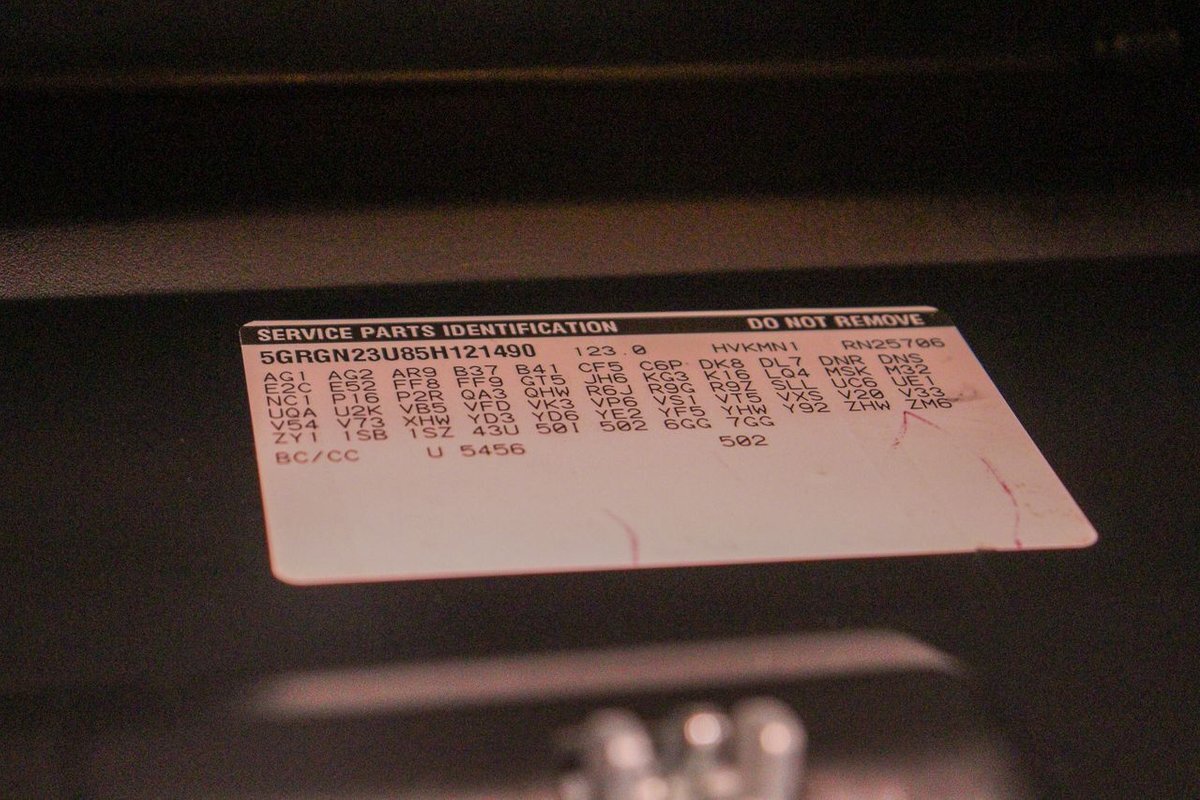 SERVICE PARTS IDENTIFICATION DO NOT REMOVE
5GRGN23U85H121490 123.0 HVKMN1 RN25706
AG1 AG2 AR9 B37 B41 CF5 C6P DK8 DL7 DNR DNS
E2C E52 FF8 FF9 GT5 JH6 KG3 K16 LQ4 MSK M32
NC1 P16 P2R QA3 QHW R6J R9G R9Z SLL UC6 UE1
UQA U2K VB5 VFD VK3 VP6 VS1 VT5 VXS V20 V33
V54 V73 XHW YD3 YD6 YE2 YF5 YHW Y92 ZHW ZM6
ZY1 1SB 1SZ 43U 501 502 6GG 7GG
BC/CC U 5456 502